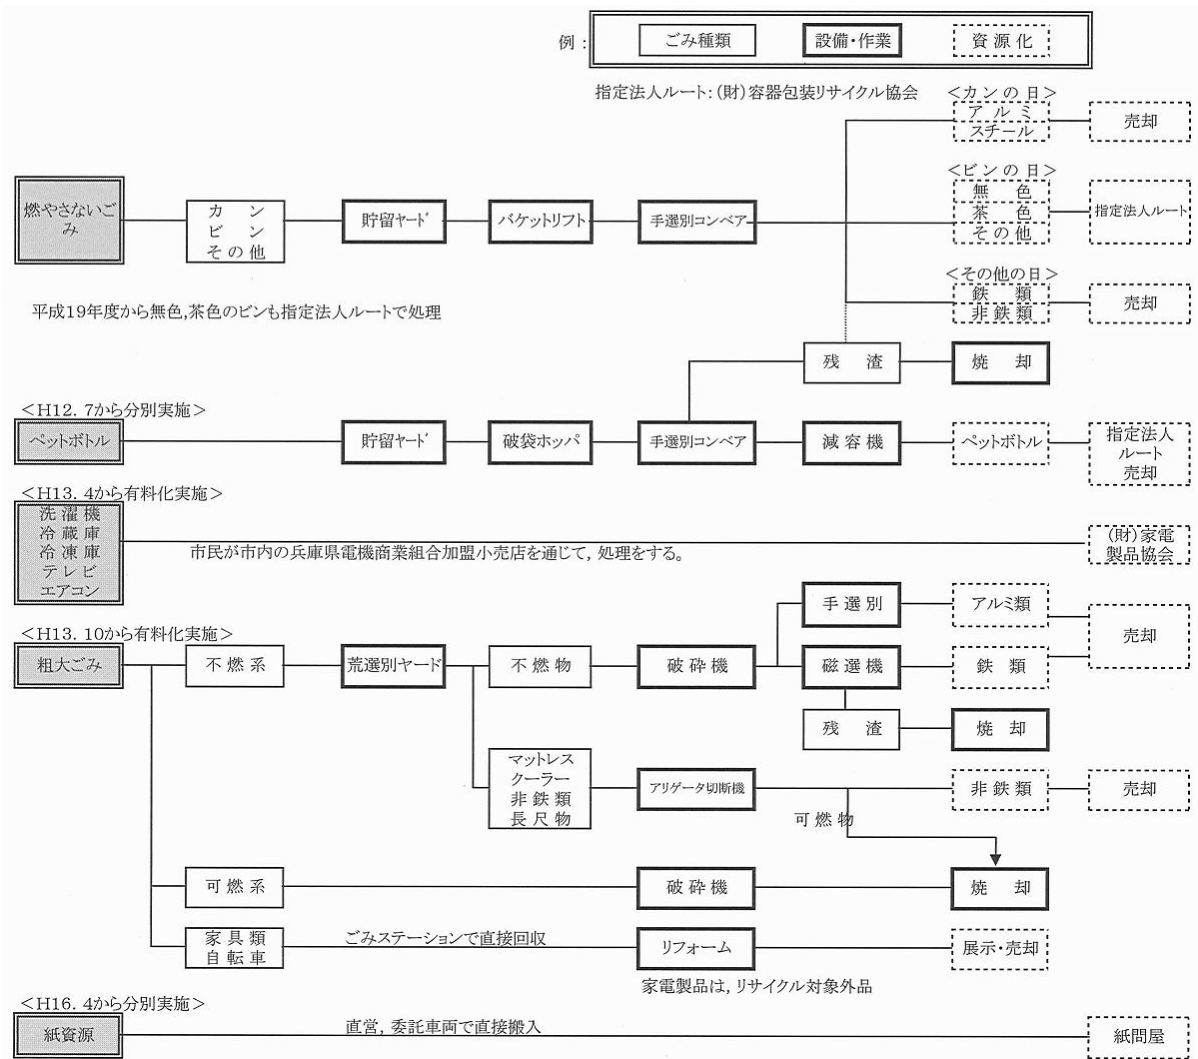 例：
ごみ種類
設備・作業
資源化
指定法人ルート：(財)容器包装リサイクル協会
＜カンの日＞
アルミ
スチール
売却
燃やさないご
み
カン
ビン
その他
貯留ヤード
バケットリフト
手選別コンベア
＜ビンの日＞
無色
茶色
その他
指定法人ルート
＜その他の日＞
鉄類
非鉄類
売却
平成19年度から無色，茶色のビンも指定法人ルートで処理
残渣
焼却
＜H12．7から分別実施＞
ペットボトル
貯留ヤード
破袋ホッパ
手選別コンベア
減容機
ペットボトル
指定法人
ルート
売却
＜H13．4から有料化実施＞
洗濯機
冷蔵庫
冷凍庫
テレビ
エアコン
市民が市内の兵庫県電機商業組合加盟小売店を通じて，処理をする。
(財)家電
製品協会
＜H13．10から有料化実施＞
粗大ごみ
不燃系
荒選別ヤード
不燃物
破砕機
手選別
アルミ類
売却
磁選機
鉄類
残渣
焼却
マットレス
クーラー
非鉄類
長尺物
アリゲータ切断機
非鉄類
売却
可燃物
可燃系
破砕機
焼却
家具類
自転車
ごみステーションで直接回収
リフォーム
展示・売却
家電製品は，リサイクル対象外品
＜H16．4から分別実施＞
紙資源
直営，委託車両で直接搬入
紙問屋